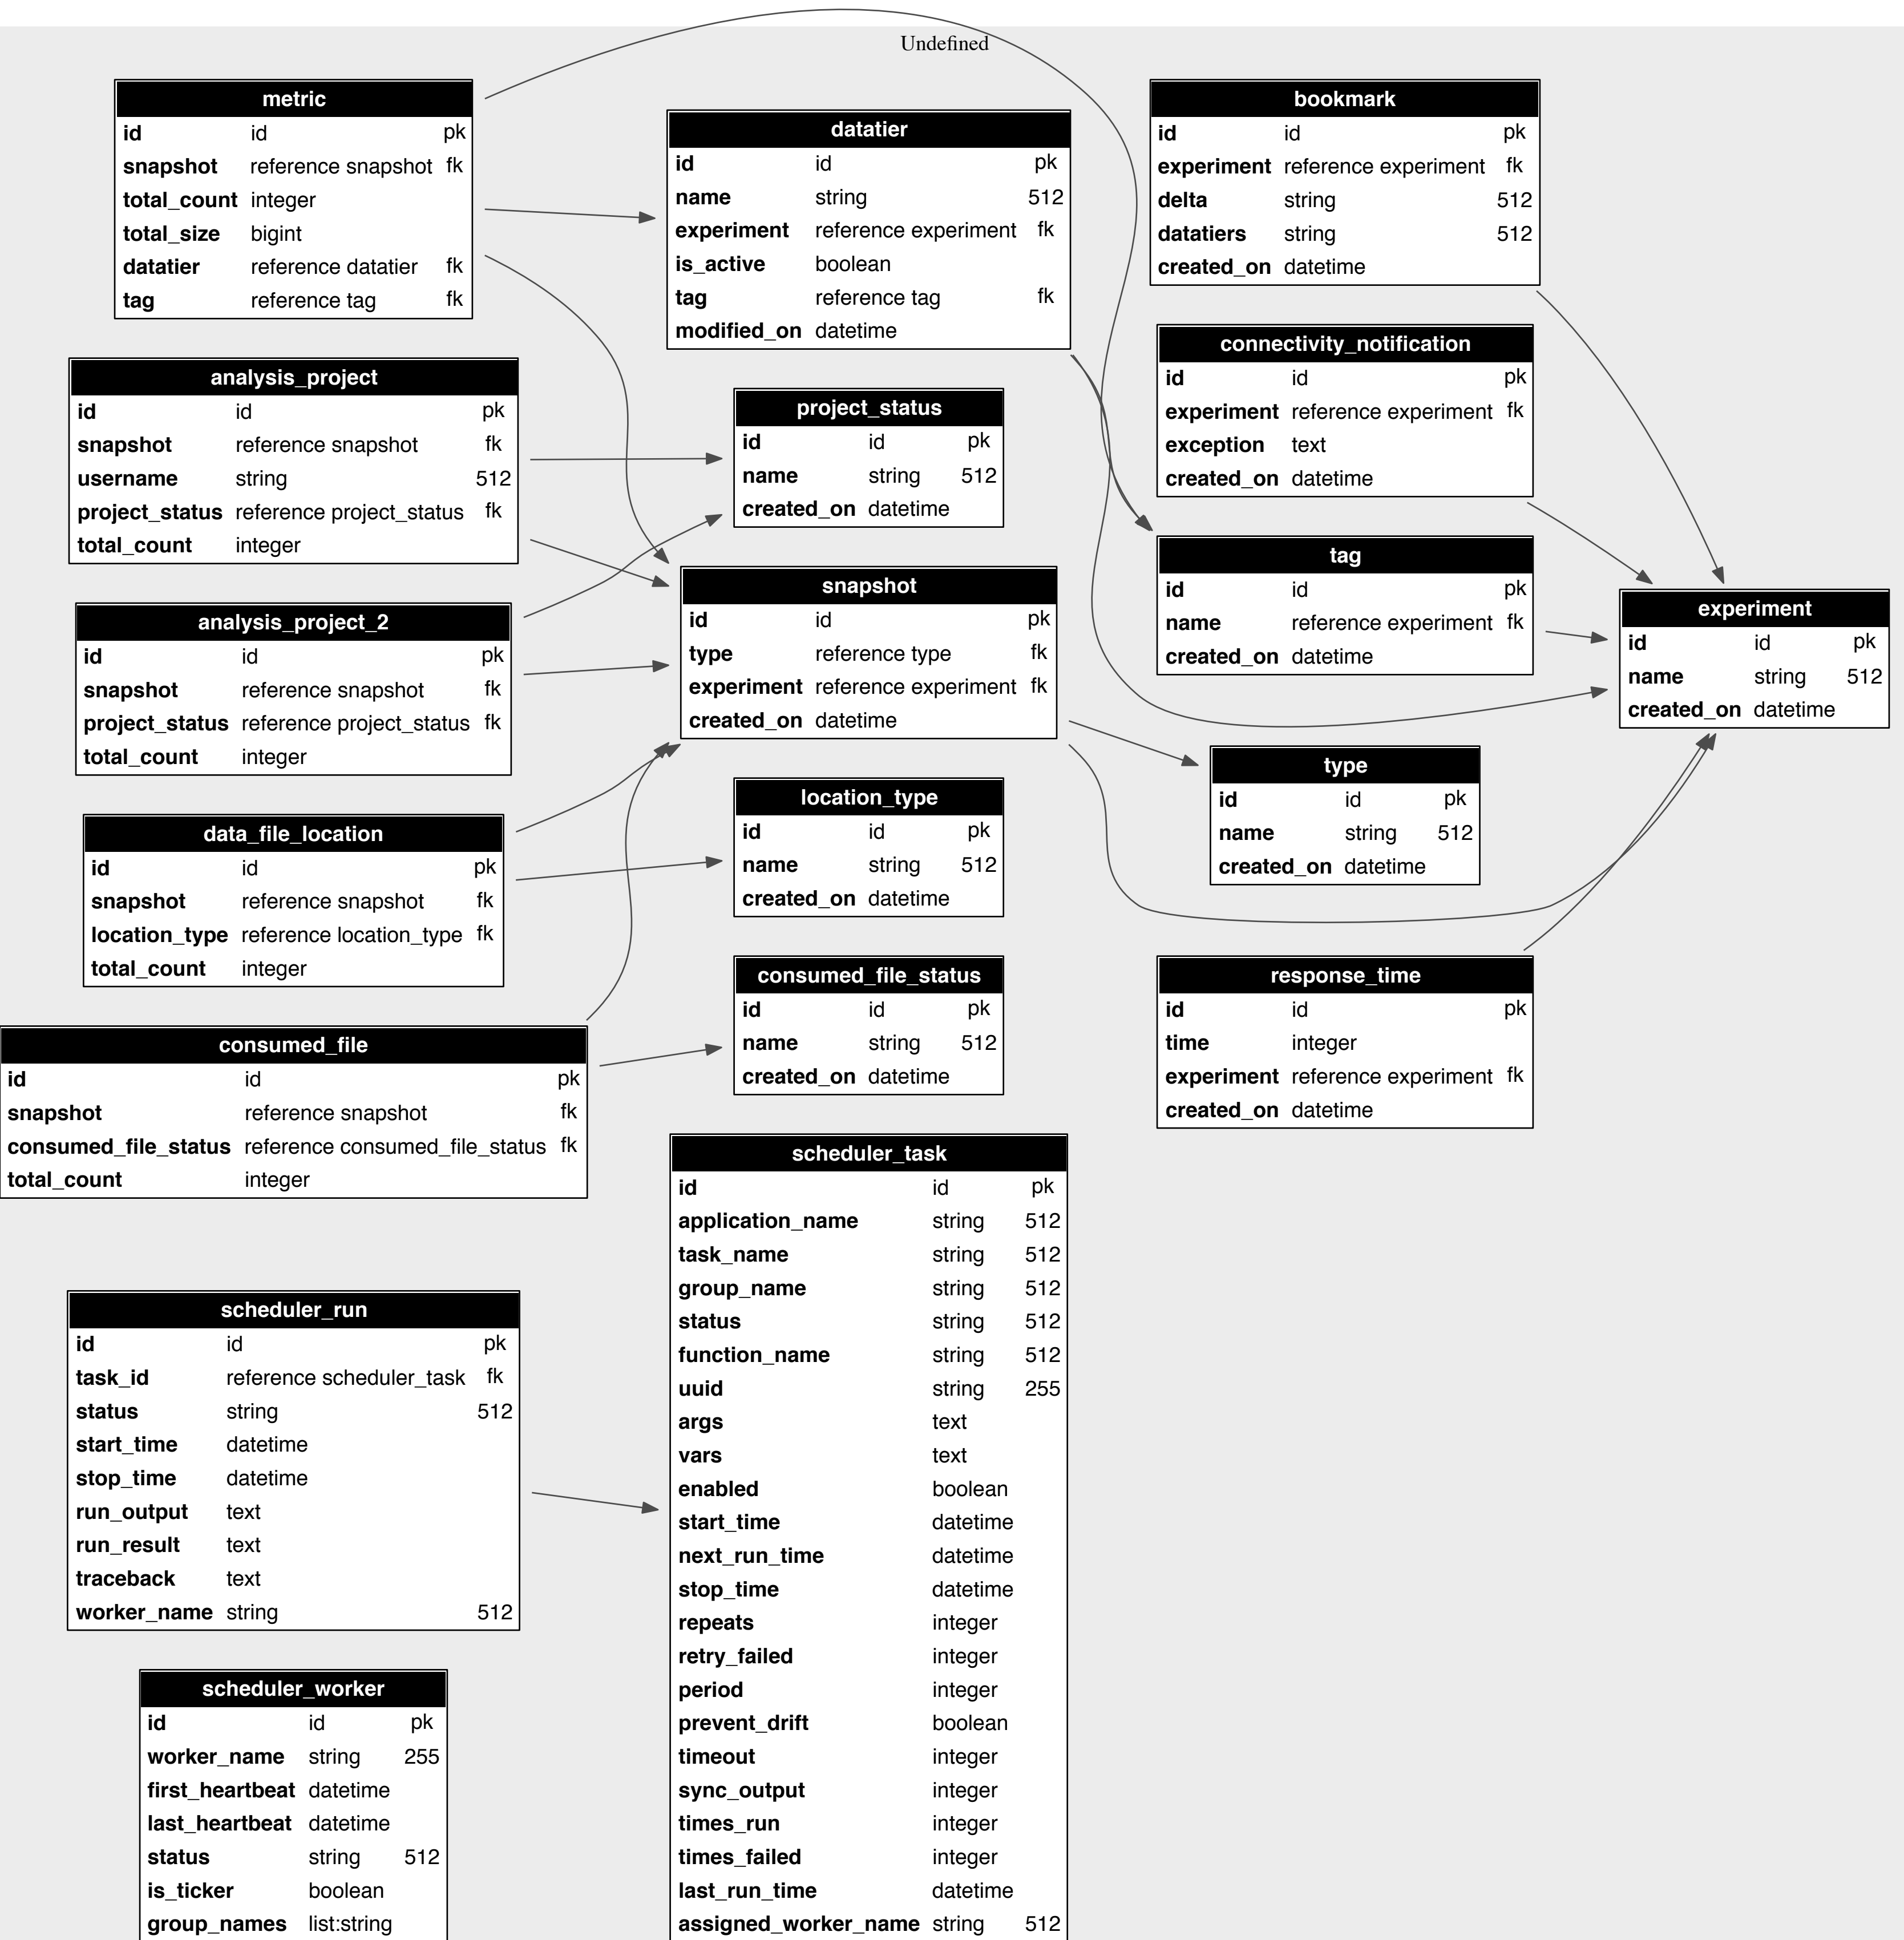 Undefined
metric
id id pk
snapshot reference snapshot fk
total_count integer
total_size bigint
datatier reference datatier fk
tag reference tag fk
analysis_project
id id pk
snapshot reference snapshot fk
username string 512
project_status reference project_status fk
total_count integer
analysis_project_2
id id pk
snapshot reference snapshot fk
project_status reference project_status fk
total_count integer
data_file_location
id id pk
snapshot reference snapshot fk
location_type reference location_type fk
total_count integer
consumed_file
id id pk
snapshot reference snapshot fk
consumed_file_status reference consumed_file_status fk
total_count integer
scheduler_run
id id pk
task_id reference scheduler_task fk
status string 512
start_time datetime
stop_time datetime
run_output text
run_result text
traceback text
worker_name string 512
scheduler_worker
id id pk
worker_name string 255
first_heartbeat datetime
last_heartbeat datetime
status string 512
is_ticker boolean
group_names list:string
datatier
id id pk
name string 512
experiment reference experiment fk
is_active boolean
tag reference tag fk
modified_on datetime
project_status
id id pk
name string 512
created_on datetime
snapshot
id id pk
type reference type fk
experiment reference experiment fk
created_on datetime
location_type
id id pk
name string 512
created_on datetime
consumed_file_status
id id pk
name string 512
created_on datetime
scheduler_task
id id pk
application_name string 512
task_name string 512
group_name string 512
status string 512
function_name string 512
uuid string 255
args text
vars text
enabled boolean
start_time datetime
next_run_time datetime
stop_time datetime
repeats integer
retry_failed integer
period integer
prevent_drift boolean
timeout integer
sync_output integer
times_run integer
times_failed integer
last_run_time datetime
assigned_worker_name string 512
bookmark
id id pk
experiment reference experiment fk
delta string 512
datatiers string 512
created_on datetime
connectivity_notification
id id pk
experiment reference experiment fk
exception text
created_on datetime
tag
id id pk
name reference experiment fk
created_on datetime
type
id id pk
name string 512
created_on datetime
response_time
id id pk
time integer
experiment reference experiment fk
created_on datetime
experiment
id id pk
name string 512
created_on datetime